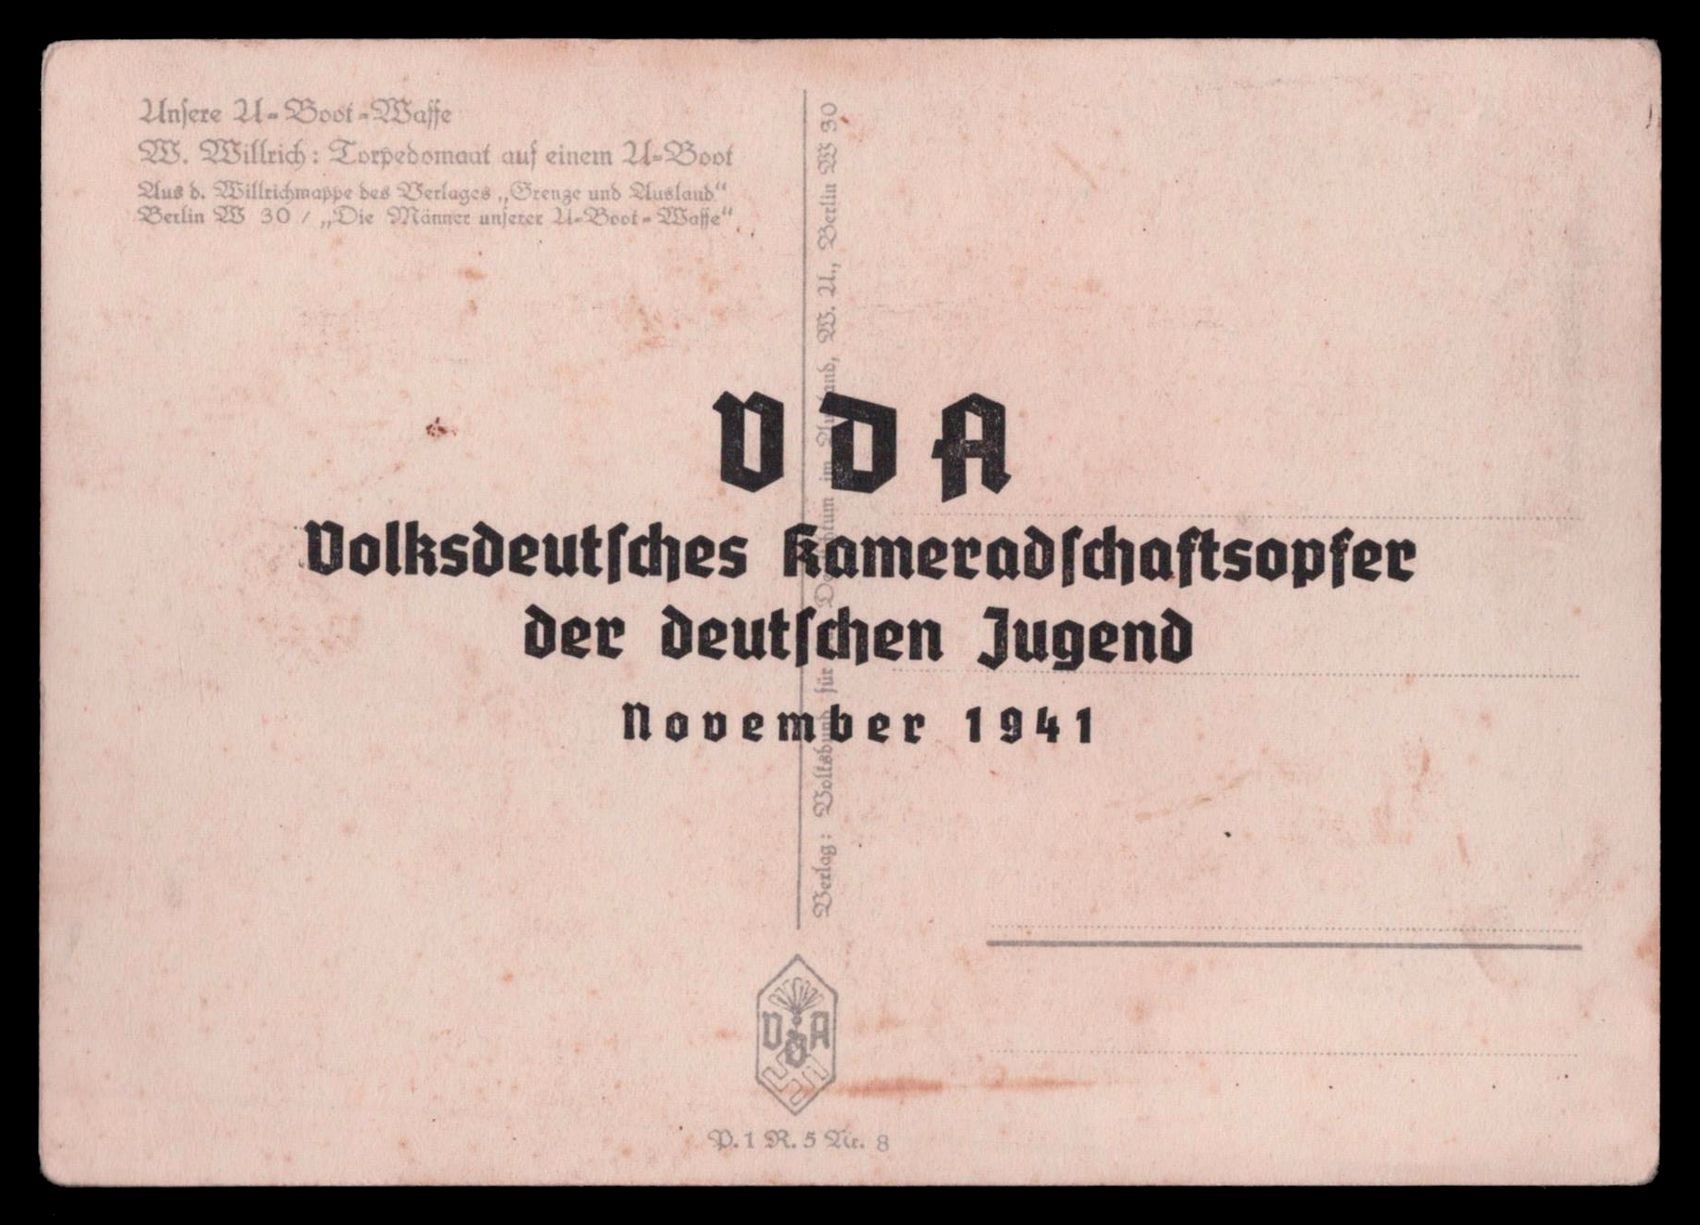 Unsere U-Boot-Waffe
W. Willrich: Torpedomaat auf einem U-Boot
Aus d. Willrichmappe des Verlages „Grenze und Ausland“
Berlin W 30 / „Die Männer unserer U-Boot-Waffe“
Verlag: Volksbund für das Deutschtum im Ausland, W. U., Berlin W 30
VDA
Volksdeutsches Kameradschaftsopfer
der deutschen Jugend
November 1941
VDA
P. 1 R. 5 Nr. 8